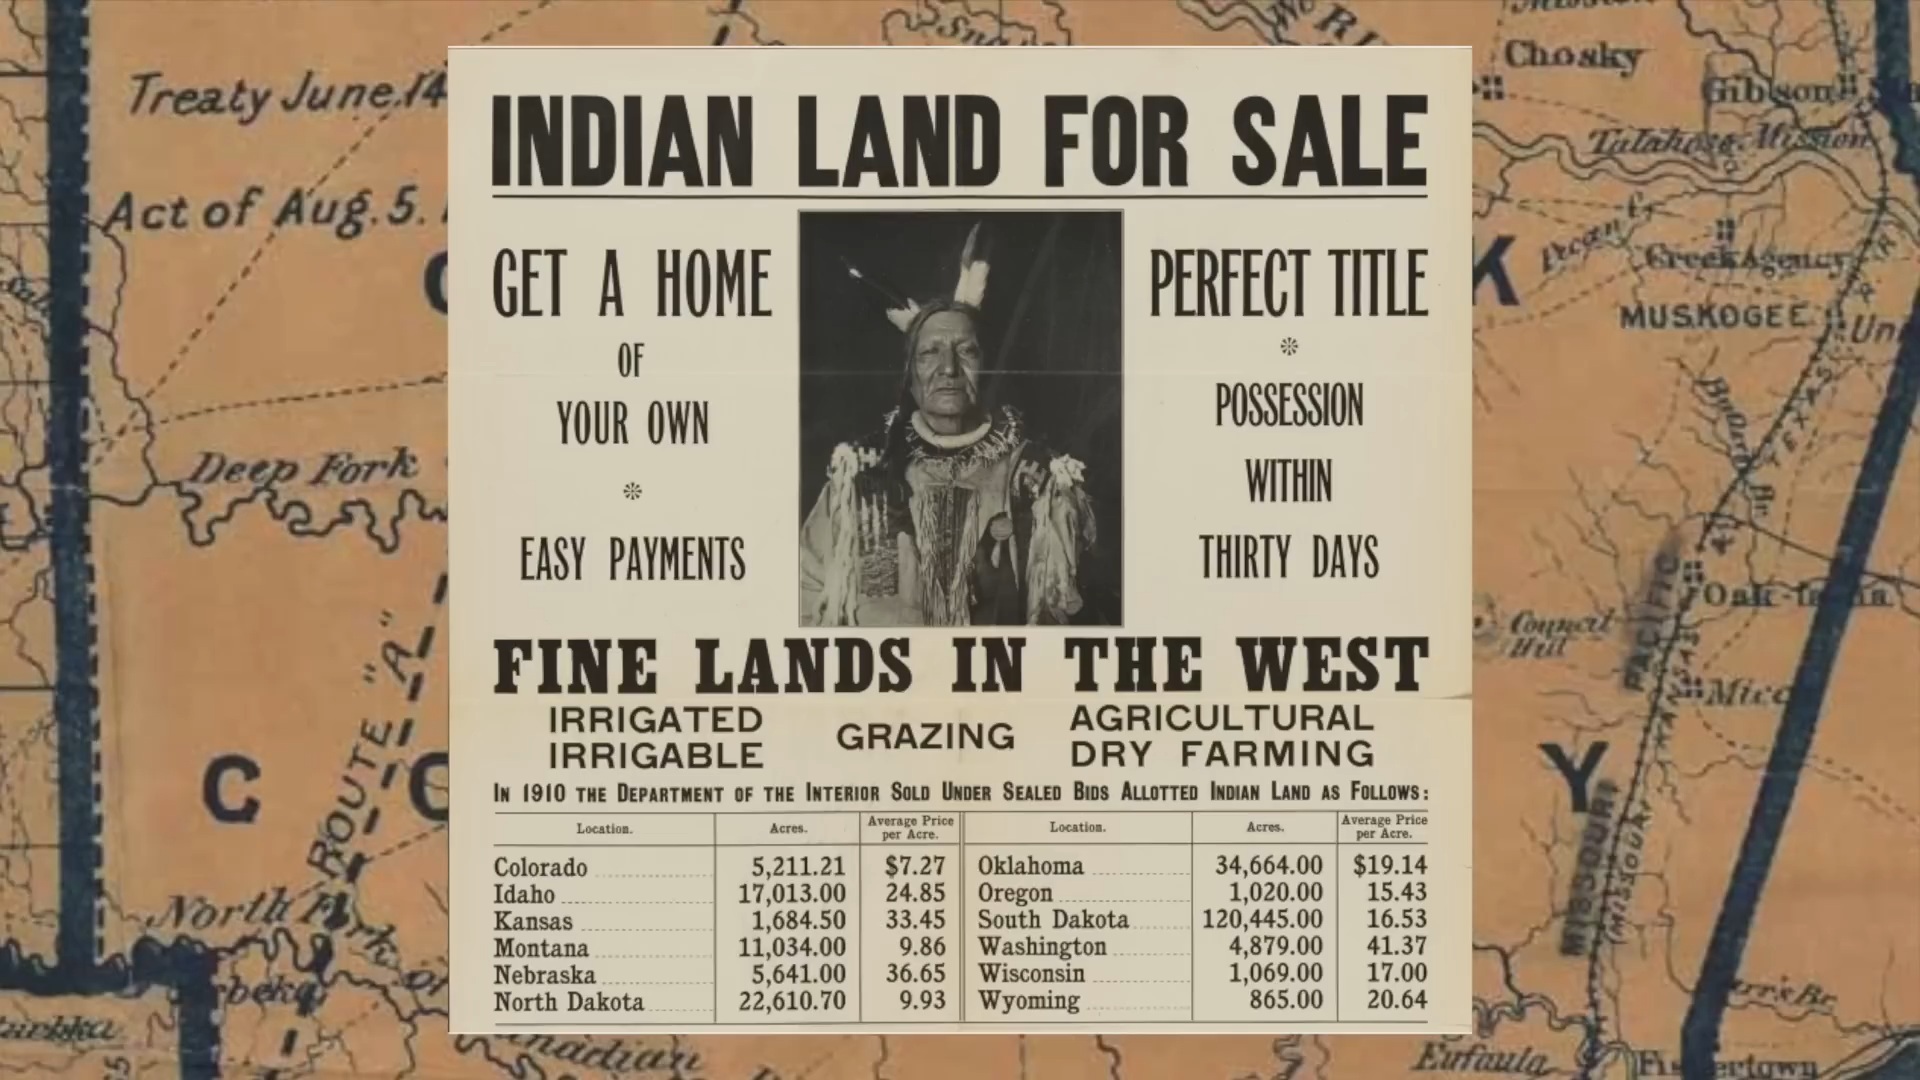 INDIAN LAND FOR SALE
GET A HOME
OF
YOUR OWN
EASY PAYMENTS
PERFECT TITLE
POSSESSION
WITHIN
THIRTY DAYS
FINE LANDS IN THE WEST
IRRIGATED
IRRIGABLE
GRAZING
AGRICULTURAL
DRY FARMING
IN 1910 THE DEPARTMENT OF THE INTERIOR SOLD UNDER SEALED BIDS ALLOTTED INDIAN LAND AS FOLLOWS:
Location. Acres. Average Price per Acre. Location. Acres. Average Price per Acre.
Colorado 5,211.21 $7.27 Oklahoma 34,664.00 $19.14
Idaho 17,013.00 24.85 Oregon 1,020.00 15.43
Kansas 1,684.50 33.45 South Dakota 120,445.00 16.53
Montana 11,034.00 9.86 Washington 4,879.00 41.37
Nebraska 5,641.00 36.65 Wisconsin 1,069.00 17.00
North Dakota 22,610.70 9.93 Wyoming 865.00 20.64
Treaty June.14
Act of Aug. 5.
Deep Fork
ROUTE "A"
C
North Fork
Chosky
Gibson
Mission
K
Creek Agency
MUSKOGEE
TEXAS
Council
Hill
PACIFIC
KANSAS
Y
MISSOURI
(MISSOURI
Canadian
Eufaula